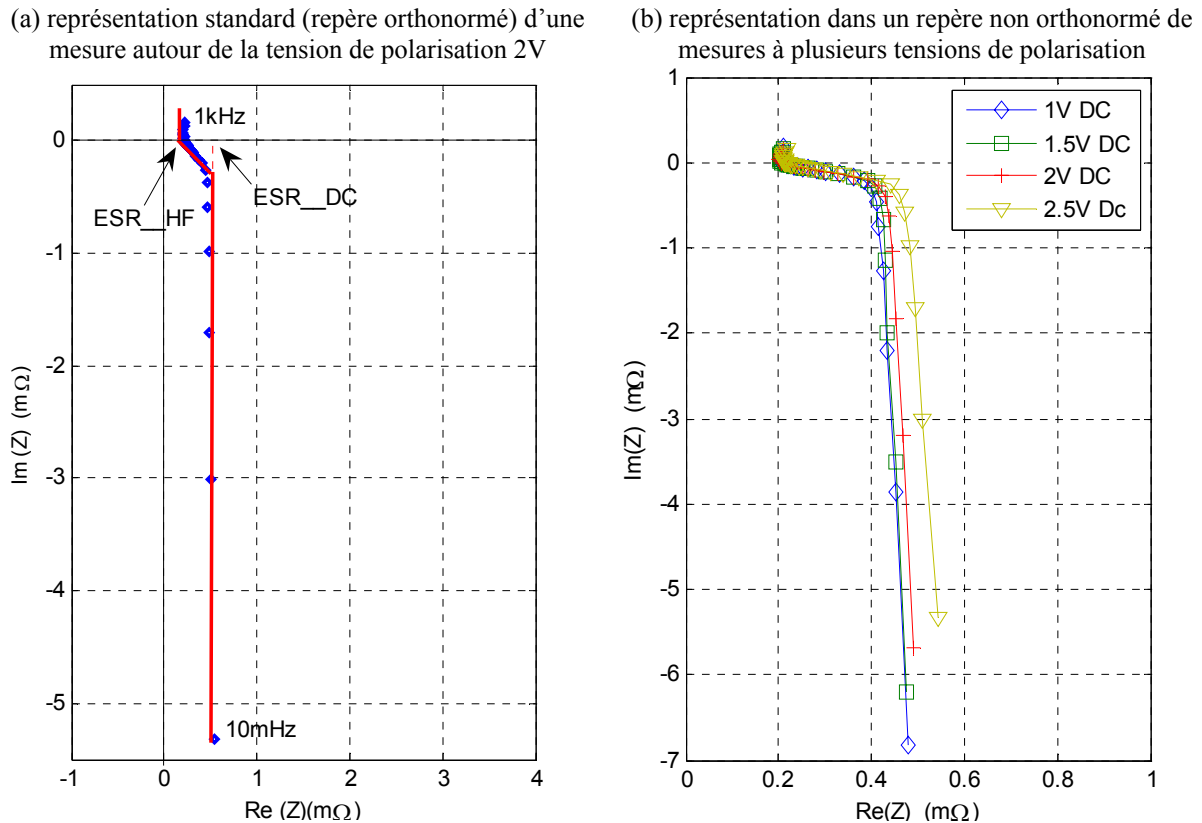 (a) représentation standard (repère orthonormé) d’une
mesure autour de la tension de polarisation 2V
(b) représentation dans un repère non orthonormé de
mesures à plusieurs tensions de polarisation
1kHz
ESR__HF
ESR__DC
10mHz
0
-1
-2
-3
-4
-5
-1
0
1
2
3
4
Im (Z) (mΩ)
Re (Z)(mΩ)
1V DC
1.5V DC
2V DC
2.5V Dc
1
0
-1
-2
-3
-4
-5
-6
-7
0
0.2
0.4
0.6
0.8
1
Im(Z) (mΩ)
Re(Z) (mΩ)